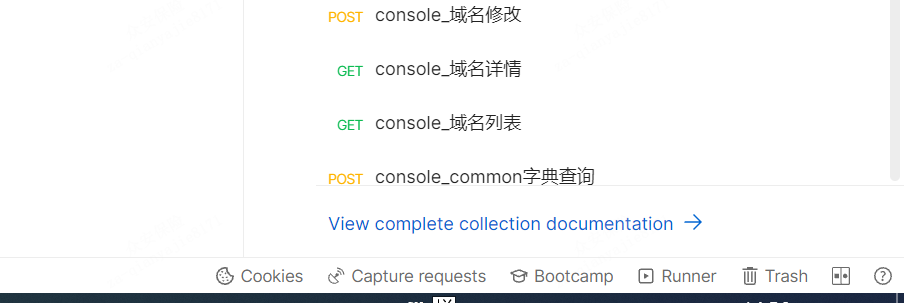 POST console_域名修改
GET console_域名详情
GET console_域名列表
POST console_common字典查询
View complete collection documentation →
Cookies Capture requests Bootcamp Runner Trash